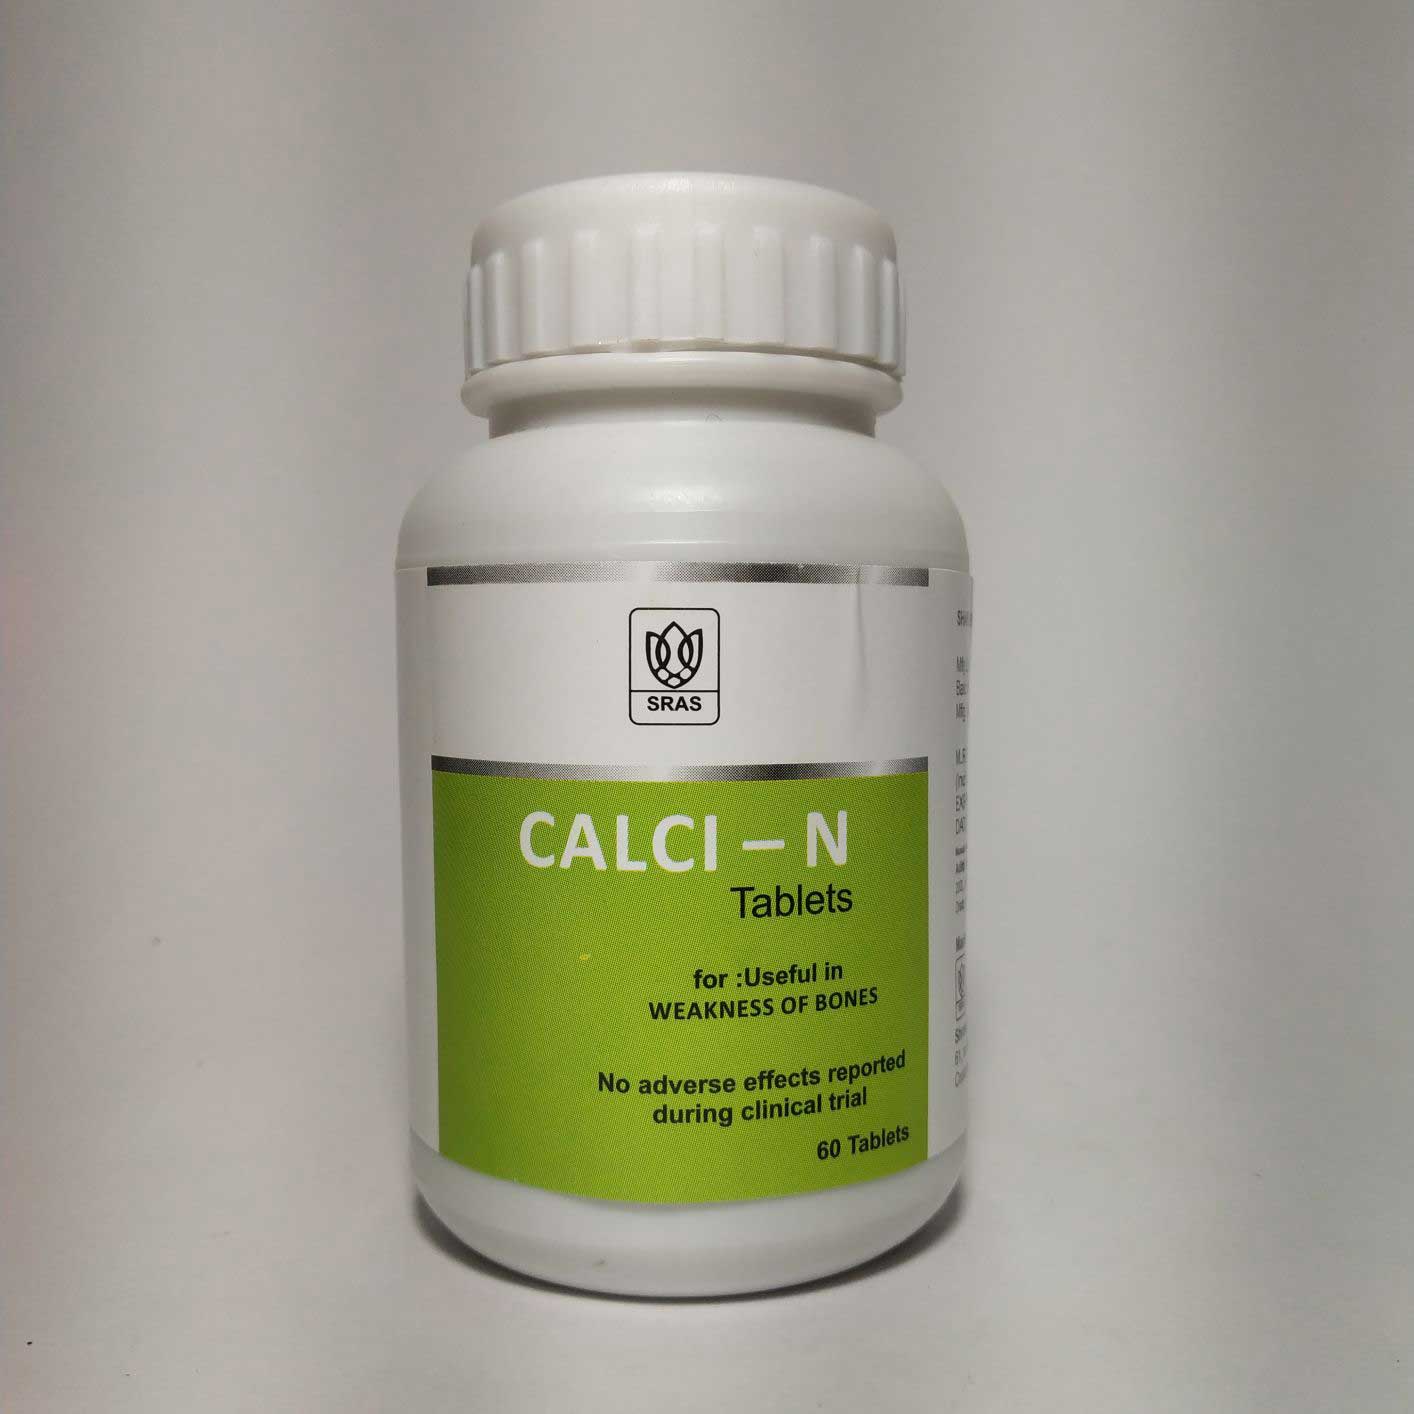 SRAS
CALCI – N
Tablets
for :Useful in
WEAKNESS OF BONES
No adverse effects reported
during clinical trial
60 Tablets